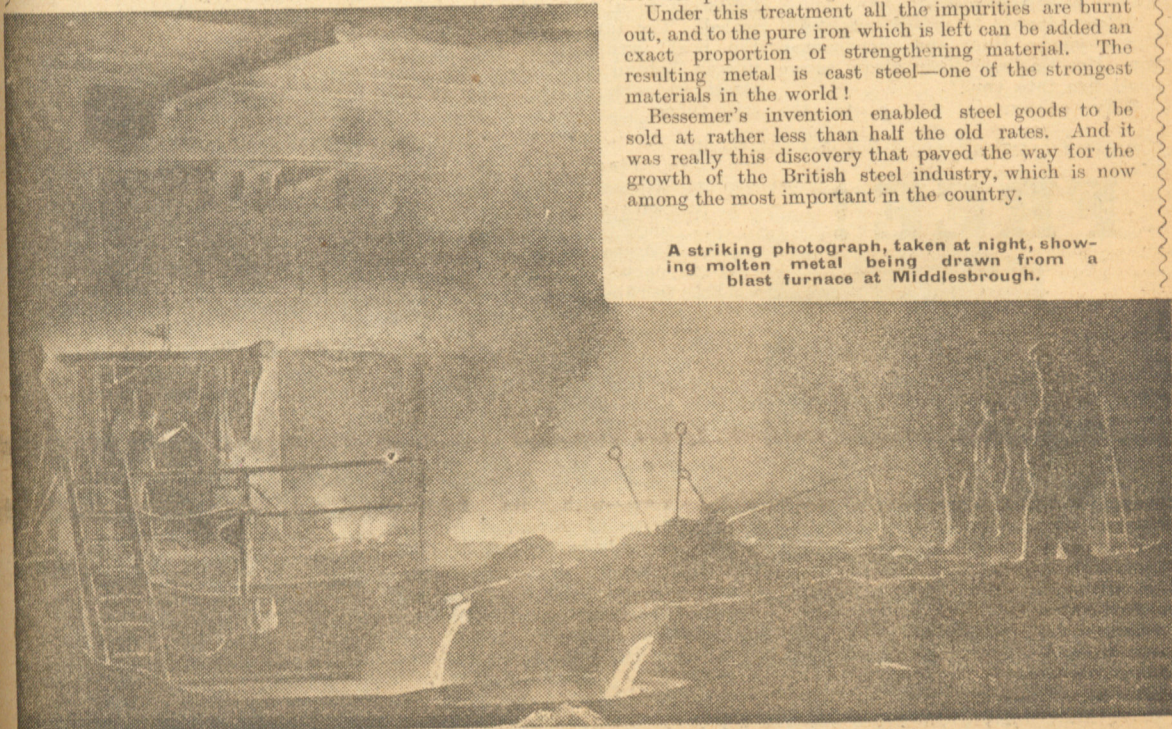 Under this treatment all the impurities are burnt
out, and to the pure iron which is left can be added an
exact proportion of strengthening material. The
resulting metal is cast steel—one of the strongest
materials in the world !
Bessemer's invention enabled steel goods to be
sold at rather less than half the old rates. And it
was really this discovery that paved the way for the
growth of the British steel industry, which is now
among the most important in the country.
A striking photograph, taken at night, show-
ing molten metal being drawn from a
blast furnace at Middlesbrough.